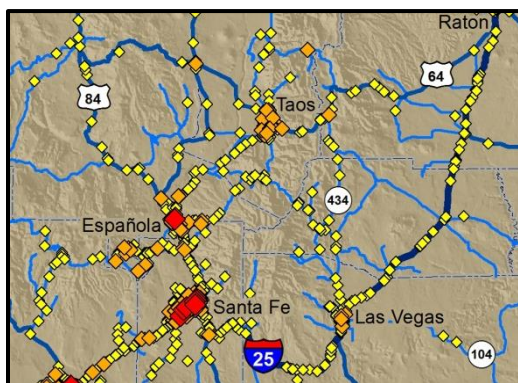 Raton
64
84
Taos
434
Española
Santa Fe
Las Vegas
25
104